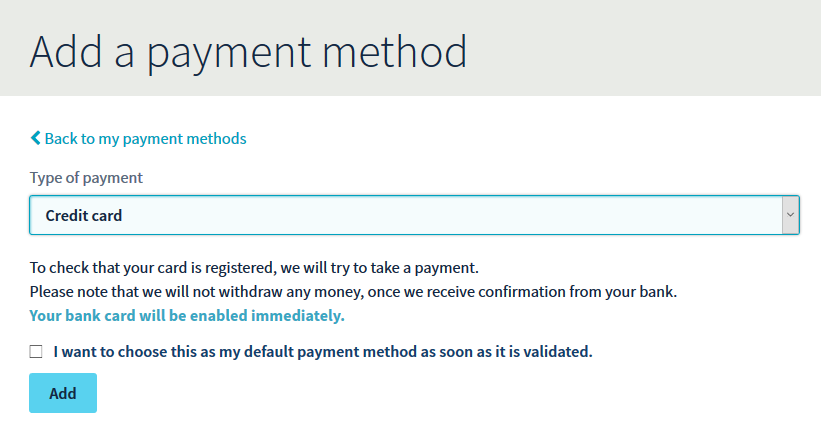 Add a payment method
Back to my payment methods
Type of payment
Credit card
To check that your card is registered, we will try to take a payment.
Please note that we will not withdraw any money, once we receive confirmation from your bank.
Your bank card will be enabled immediately.
I want to choose this as my default payment method as soon as it is validated.
Add